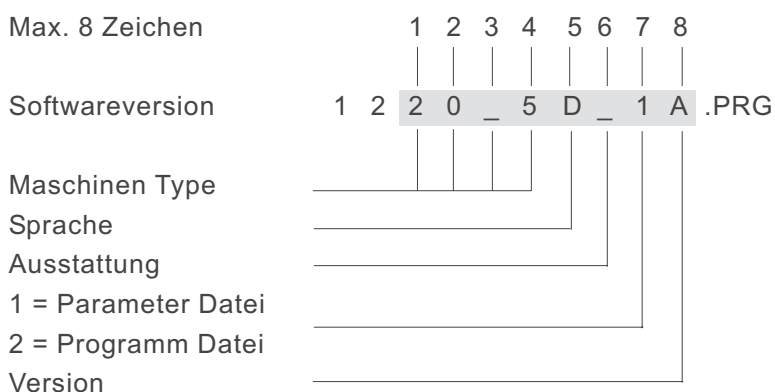 Max. 8 Zeichen 1 2 3 4 5 6 7 8
Softwareversion 1 2 2 0 _ 5 D _ 1 A .PRG
Maschinen Type
Sprache
Ausstattung
1 = Parameter Datei
2 = Programm Datei
Version